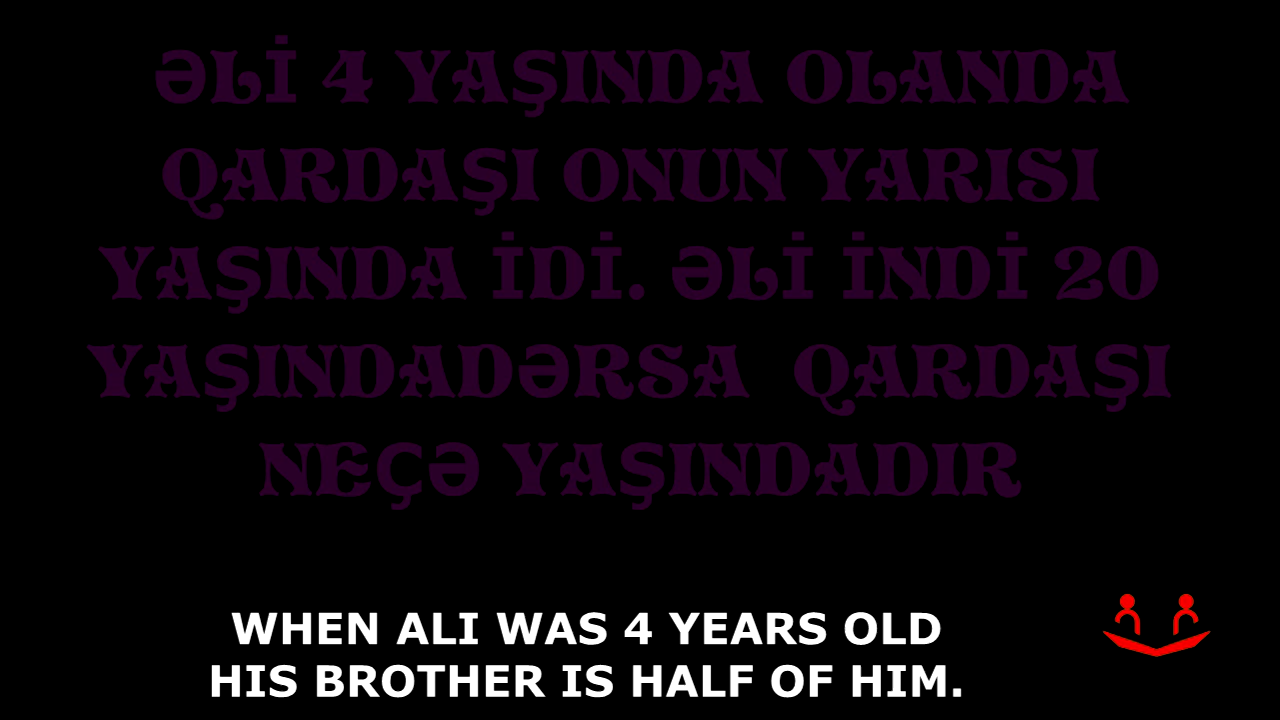 ƏLİ 4 YAŞINDA OLANDA
QARDAŞI ONUN YARISI
YAŞINDA İDİ. ƏLİ İNDİ 20
YAŞINDADƏRSA QARDAŞI
NEÇƏ YAŞINDADIR
WHEN ALI WAS 4 YEARS OLD
HIS BROTHER IS HALF OF HIM.